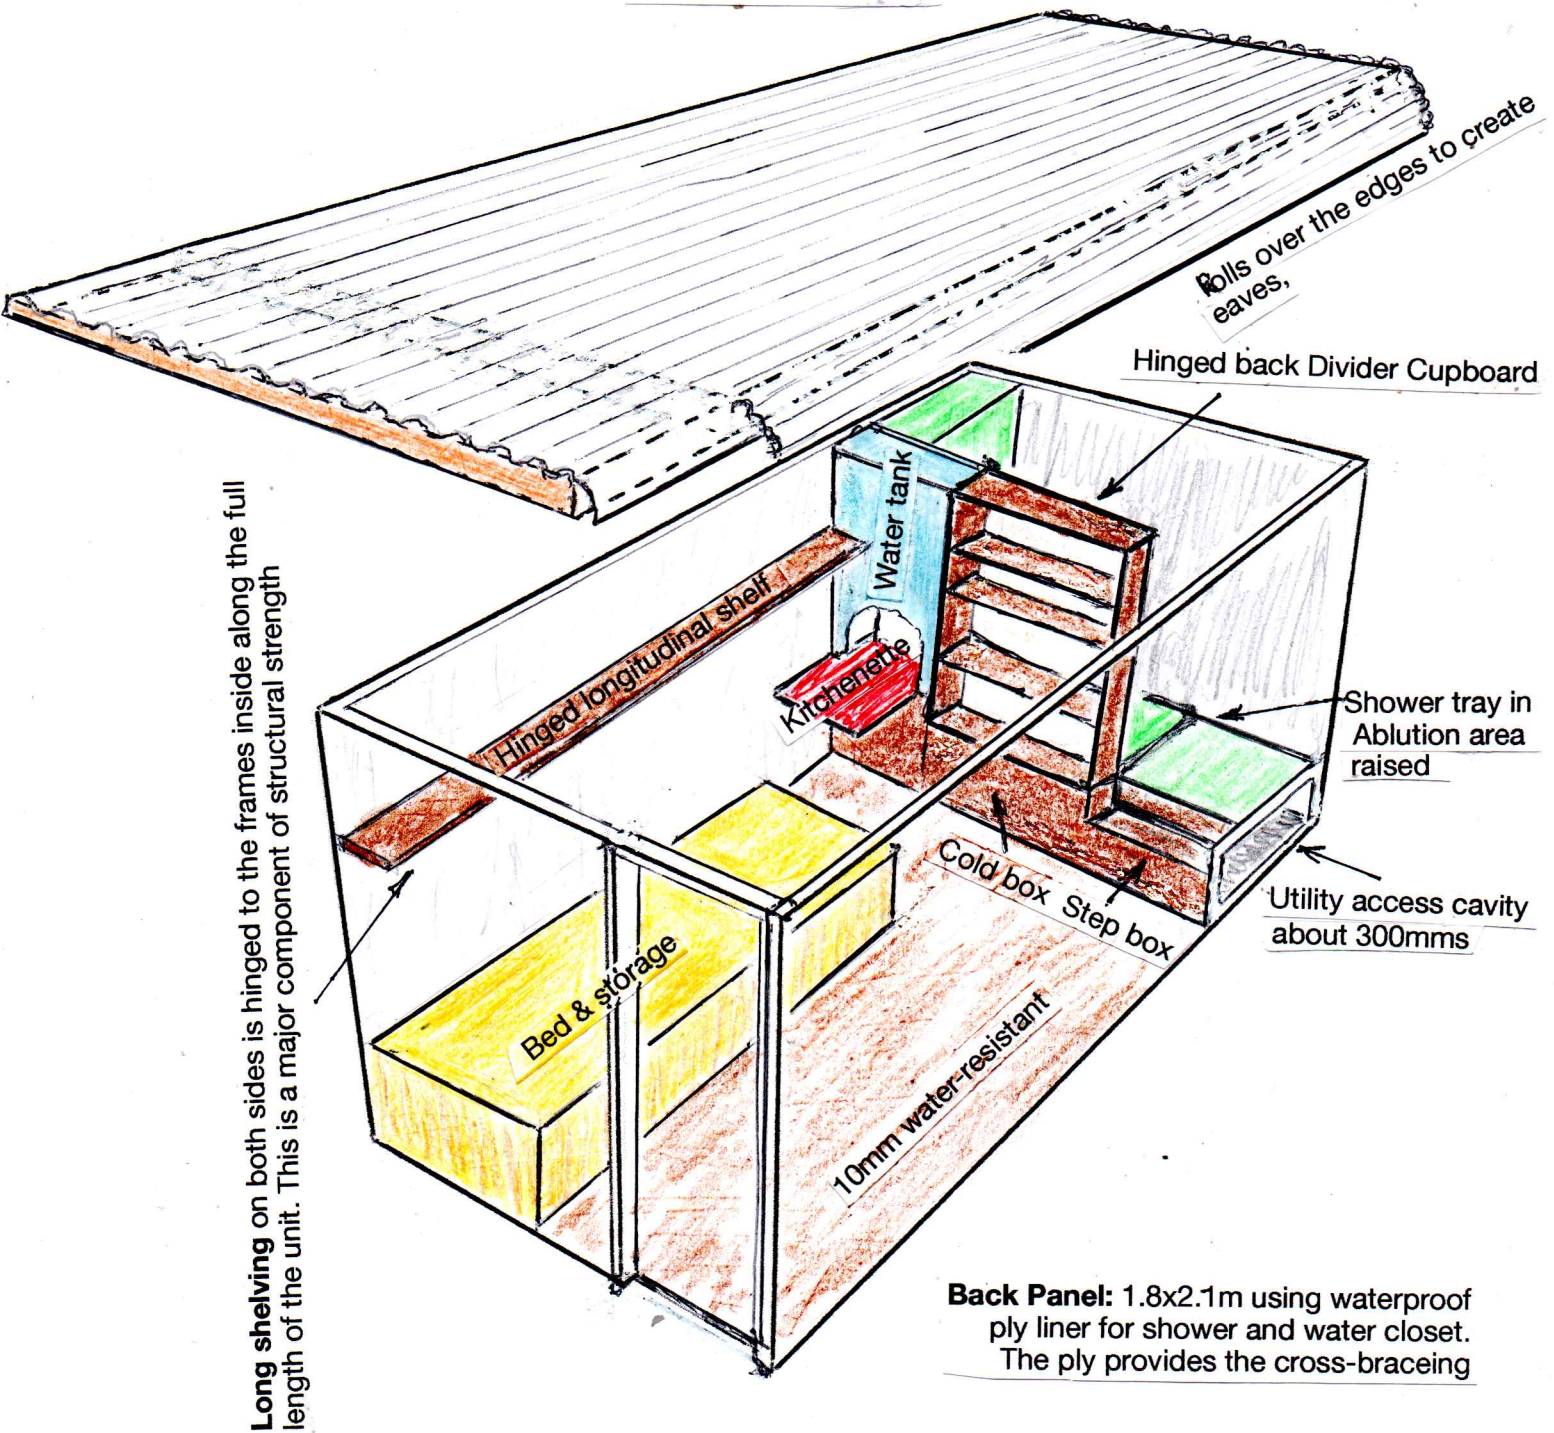 Rolls over the edges to create
eaves,
Hinged back Divider Cupboard
Water tank
Hinged longitudinal shelf
Kitchenette
Shower tray in
Ablution area
raised
Cold box
Step box
Utility access cavity
about 300mms
Bed & storage
10mm water-resistant
Long shelving on both sides is hinged to the frames inside along the full
length of the unit. This is a major component of structural strength
Back Panel: 1.8x2.1m using waterproof
ply liner for shower and water closet.
The ply provides the cross-braceing